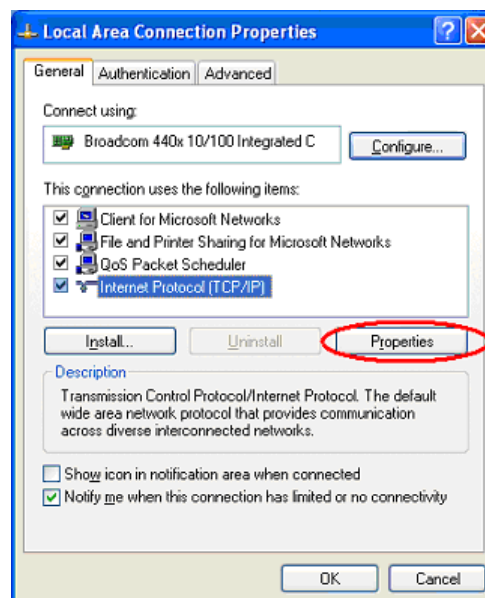 Local Area Connection Properties
General Authentication Advanced
Connect using:
Broadcom 440x 10/100 Integrated C
Configure...
This connection uses the following items:
Client for Microsoft Networks
File and Printer Sharing for Microsoft Networks
QoS Packet Scheduler
Internet Protocol (TCP/IP)
Install... Uninstall Properties
Description
Transmission Control Protocol/Internet Protocol. The default
wide area network protocol that provides communication
across diverse interconnected networks.
Show icon in notification area when connected
Notify me when this connection has limited or no connectivity
OK Cancel